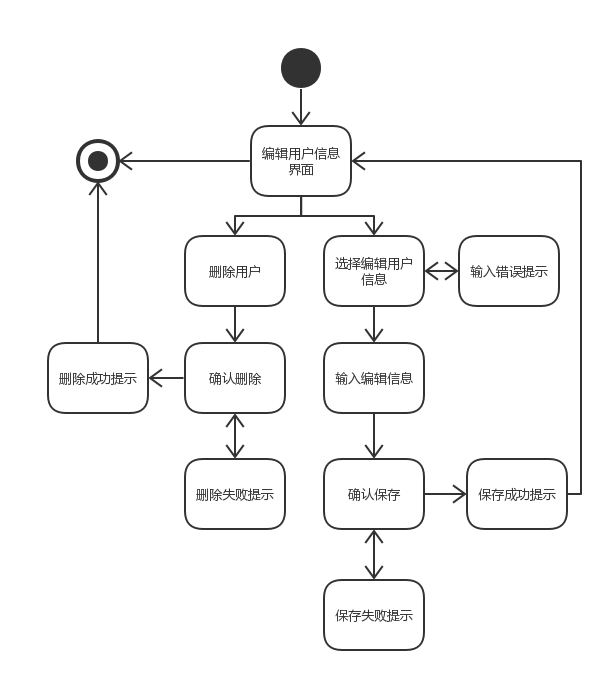 编辑用户信息
界面
删除用户
选择编辑用户
信息
输入错误提示
删除成功提示
确认删除
输入编辑信息
删除失败提示
确认保存
保存成功提示
保存失败提示